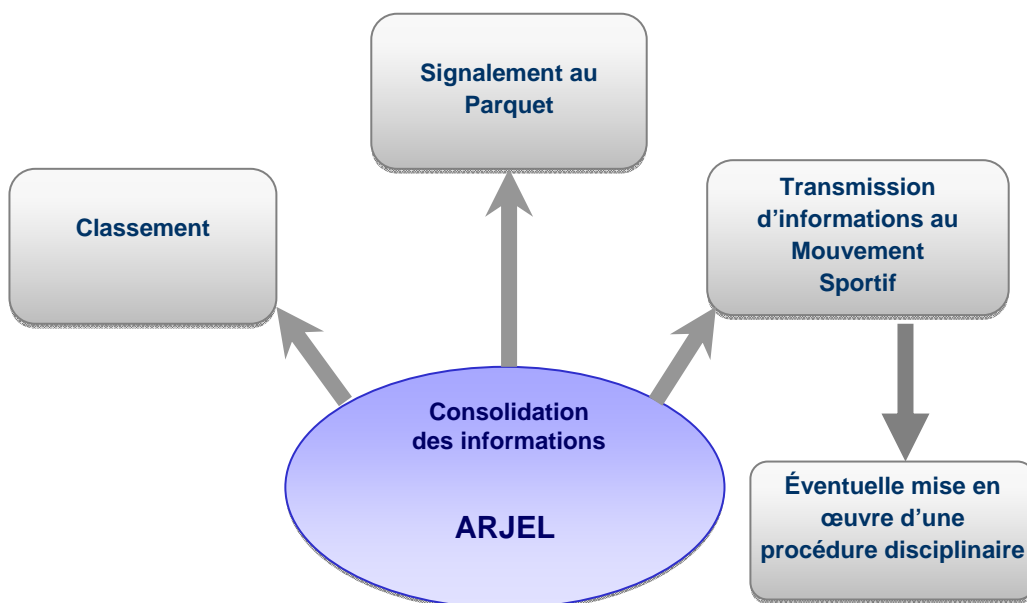 Signalement au
Parquet
Classement
Transmission
d’informations au
Mouvement
Sportif
Consolidation
des informations
ARJEL
Éventuelle mise en
œuvre d’une
procédure disciplinaire